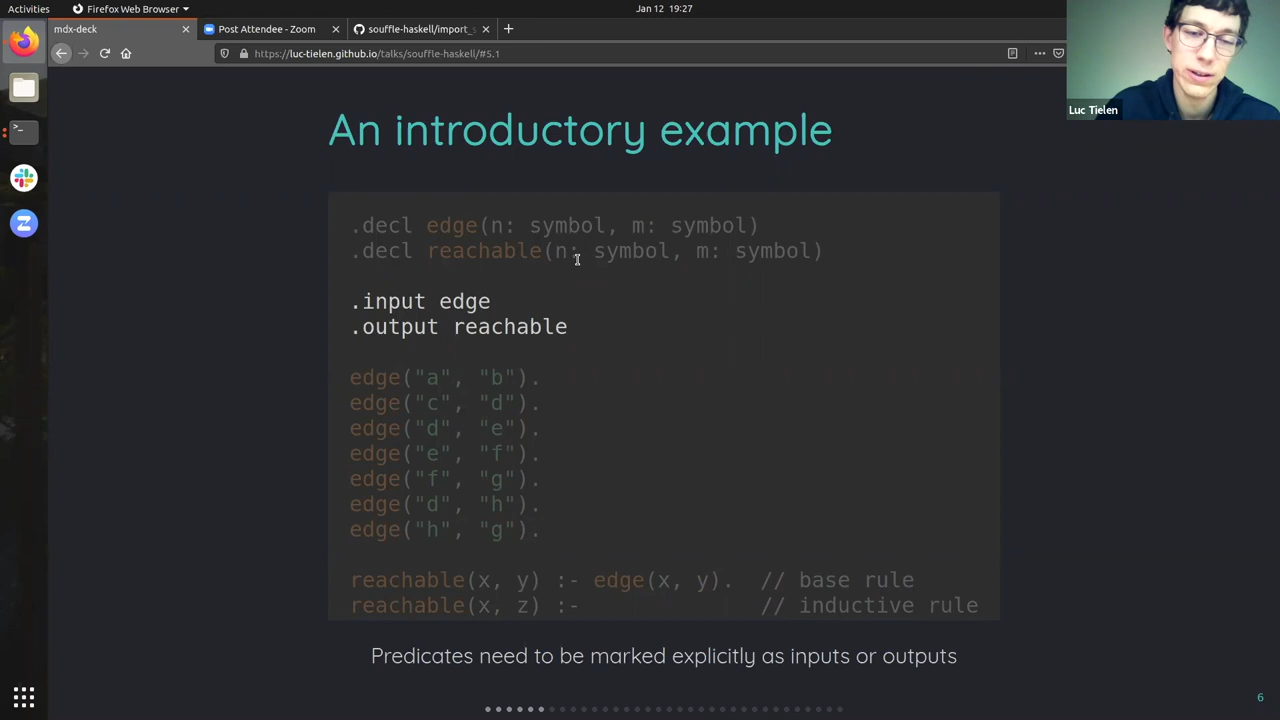 Activities
Firefox Web Browser
Jan 12 19:27
mdx-deck
Post Attendee - Zoom
souffle-haskell/import_s
https://luc-tielen.github.io/talks/souffle-haskell/#5.1
Luc Tielen
An introductory example
.decl edge(n: symbol, m: symbol)
.decl reachable(n: symbol, m: symbol)
.input edge
.output reachable
edge("a", "b").
edge("c", "d").
edge("d", "e").
edge("e", "f").
edge("f", "g").
edge("d", "h").
edge("h", "g").
reachable(x, y) :- edge(x, y). // base rule
reachable(x, z) :- // inductive rule
Predicates need to be marked explicitly as inputs or outputs
6